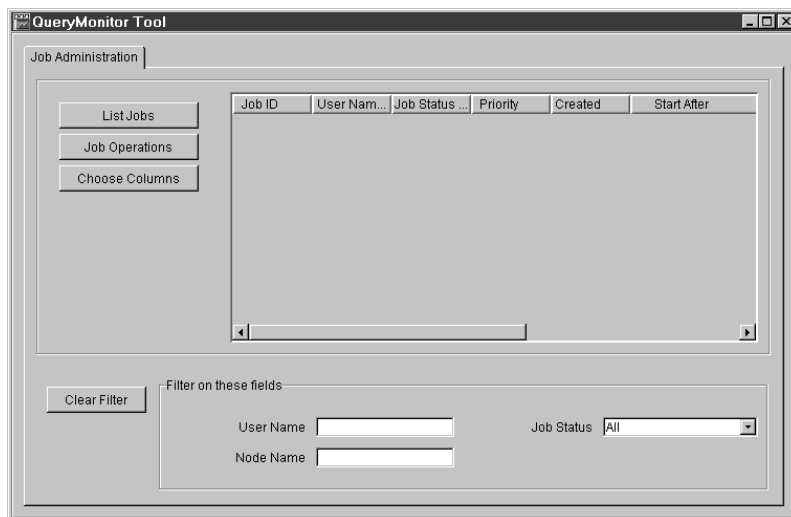 QueryMonitor Tool
Job Administration
List Jobs
Job Operations
Choose Columns
Job ID User Nam... Job Status ... Priority Created Start After
Clear Filter
Filter on these fields
User Name
Job Status All
Node Name